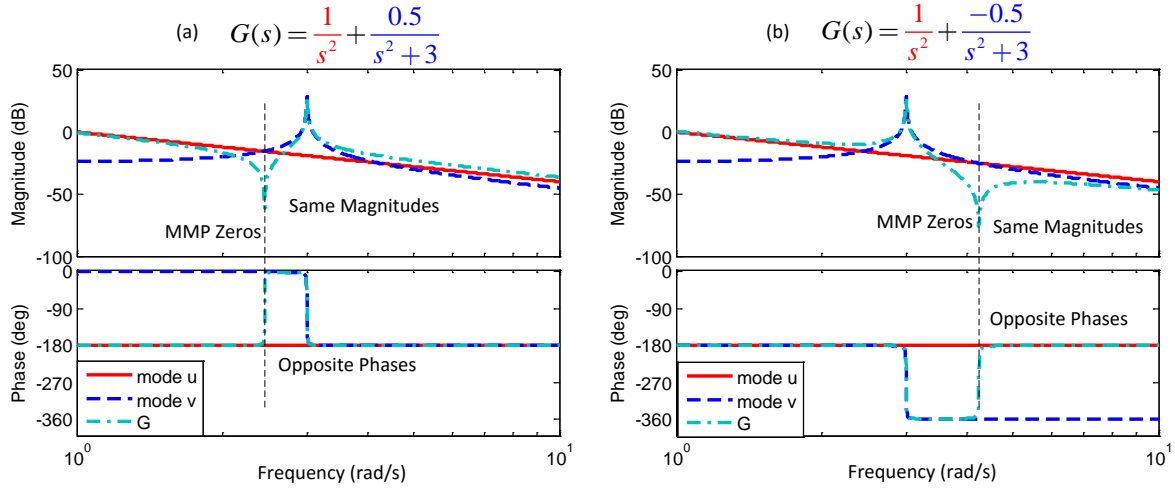 (a) G(s) = 1/s² + 0.5/(s² + 3)
50
0
-50
-100
Magnitude (dB)
Same Magnitudes
MMP Zeros
0
-90
-180
-270
-360
Phase (deg)
Opposite Phases
mode u
mode v
G
10⁰
10¹
Frequency (rad/s)
(b) G(s) = 1/s² + -0.5/(s² + 3)
50
0
-50
-100
Magnitude (dB)
MMP Zeros
Same Magnitudes
0
-90
-180
-270
-360
Phase (deg)
Opposite Phases
mode u
mode v
G
10⁰
10¹
Frequency (rad/s)